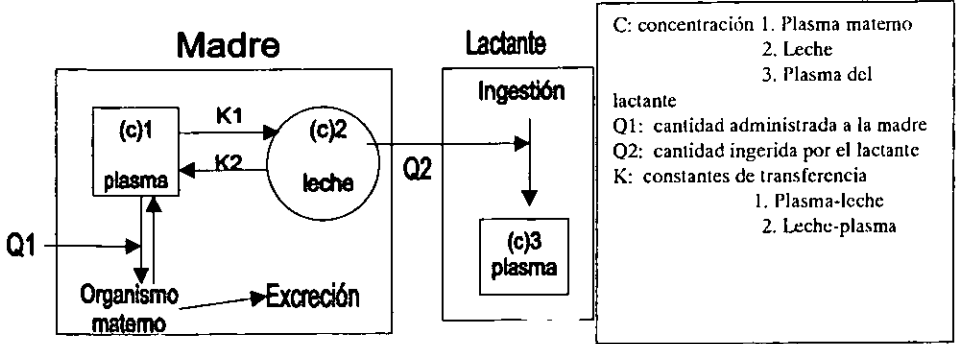 Madre
(c)1
plasma
K1
K2
(c)2
leche
Q1
Organismo
materno
Excreción
Q2
Lactante
Ingestión
(c)3
plasma
C: concentración 1. Plasma materno
2. Leche
3. Plasma del
lactante
Q1: cantidad administrada a la madre
Q2: cantidad ingerida por el lactante
K: constantes de transferencia
1. Plasma-leche
2. Leche-plasma